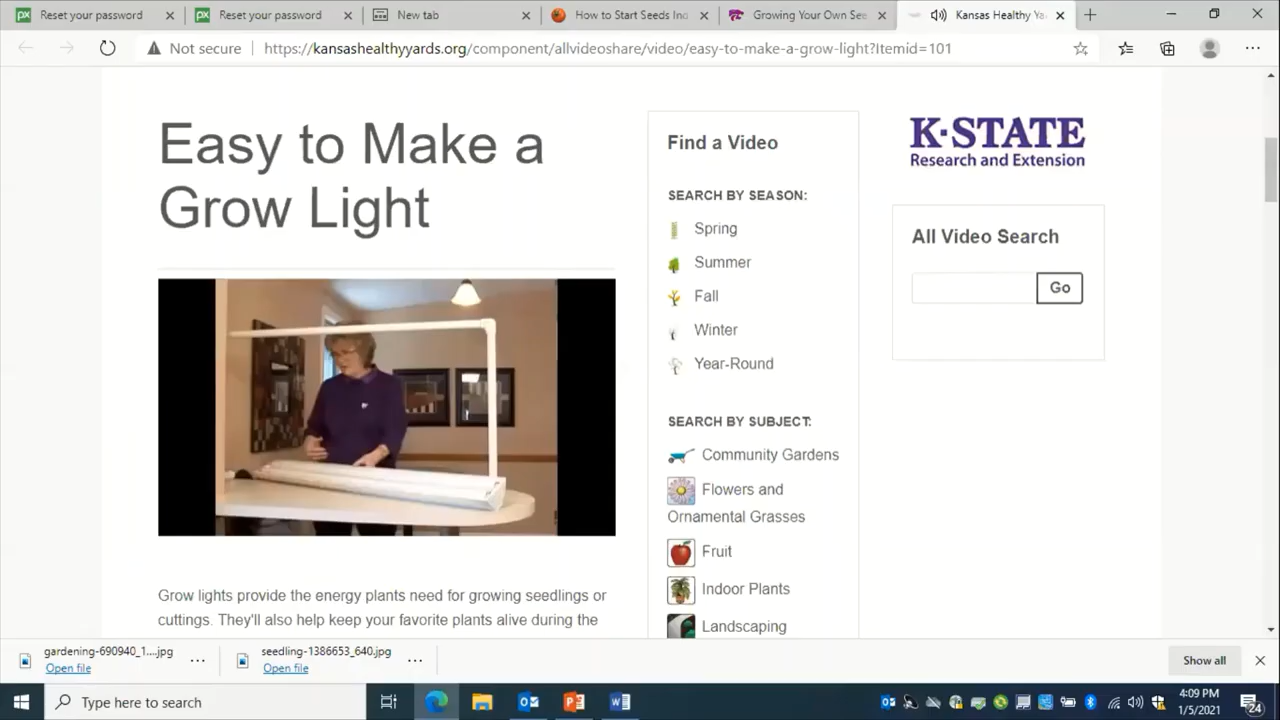 Reset your password
Reset your password
New tab
How to Start Seeds Ind
Growing Your Own See
Kansas Healthy Ya
Not secure
https://kansashealthyyards.org/component/allvideoshare/video/easy-to-make-a-grow-light?Itemid=101
Easy to Make a
Grow Light
Grow lights provide the energy plants need for growing seedlings or
cuttings. They'll also help keep your favorite plants alive during the
Find a Video
SEARCH BY SEASON:
Spring
Summer
Fall
Winter
Year-Round
SEARCH BY SUBJECT:
Community Gardens
Flowers and
Ornamental Grasses
Fruit
Indoor Plants
Landscaping
K·STATE
Research and Extension
All Video Search
Go
gardening-690940_1....jpg
Open file
seedling-1386653_640.jpg
Open file
Show all
Type here to search
4:09 PM
1/5/2021
24